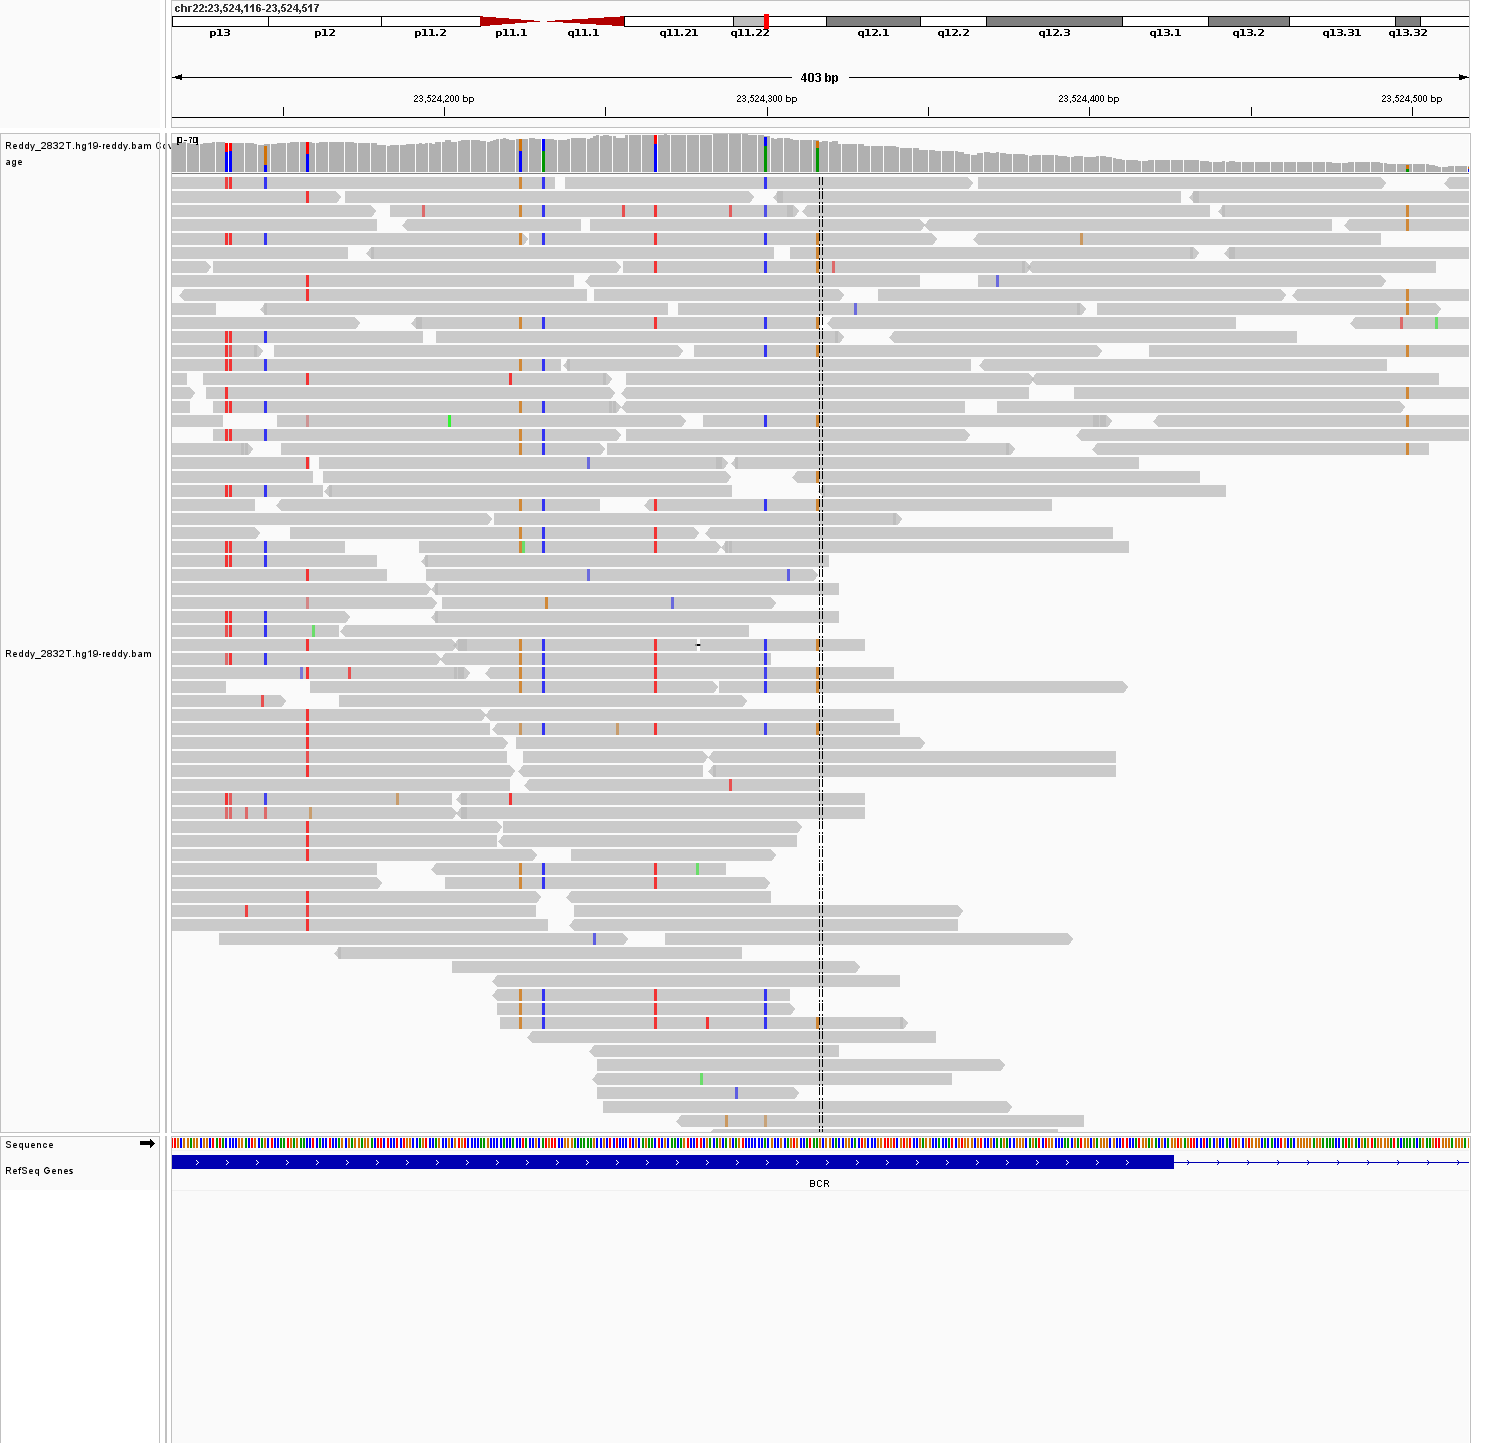 chr22:23,524,116-23,524,517
p13 p12 p11.2 p11.1 q11.1 q11.21 q11.22 q12.1 q12.2 q12.3 q13.1 q13.2 q13.31 q13.32
403 bp
23,524,200 bp 23,524,300 bp 23,524,400 bp 23,524,500 bp
Reddy_2832T.hg19-reddy.bam Cov
age
[0 - 70]
Reddy_2832T.hg19-reddy.bam
Sequence
RefSeq Genes
BCR